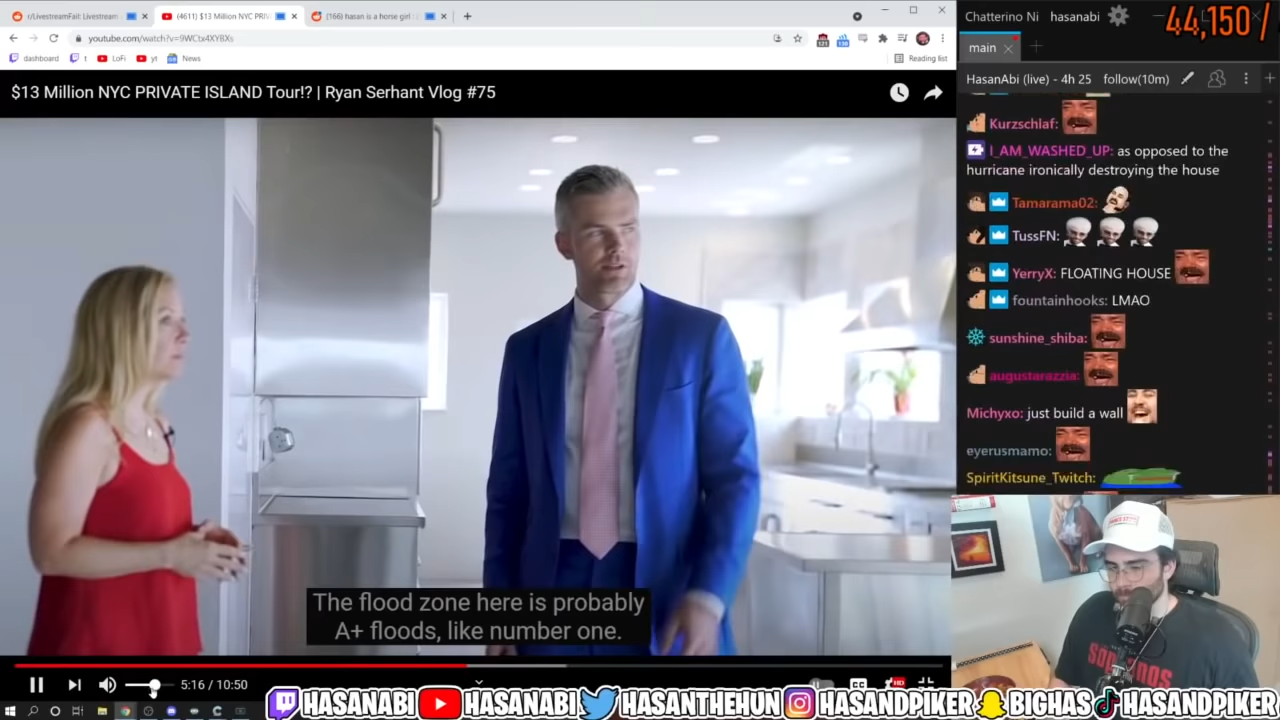 r/LivestreamFail: Livestream
(4611) $13 Million NYC PRIV
(166) hasan is a horse girl :
youtube.com/watch?v=9WCtx4XYBXs
dashboard
t
LoFi
yt
News
Reading list
$13 Million NYC PRIVATE ISLAND Tour!? | Ryan Serhant Vlog #75
The flood zone here is probably
A+ floods, like number one.
5:16 / 10:50
HD
Chatterino Ni
hasanabi
44,150 /
main
HasanAbi (live) - 4h 25
follow(10m)
Kurzschlaf:
I_AM_WASHED_UP: as opposed to the
hurricane ironically destroying the house
Tamarama02:
TussFN:
YerryX: FLOATING HOUSE
fountainhooks: LMAO
sunshine_shiba:
augustarazzia:
Michyxo: just build a wall
eyerusmamo:
SpiritKitsune_Twitch:
HASANABI
HASANABI
HASANTHEHUN
HASANDPIKER
BIGHAS
HASANDPIKER